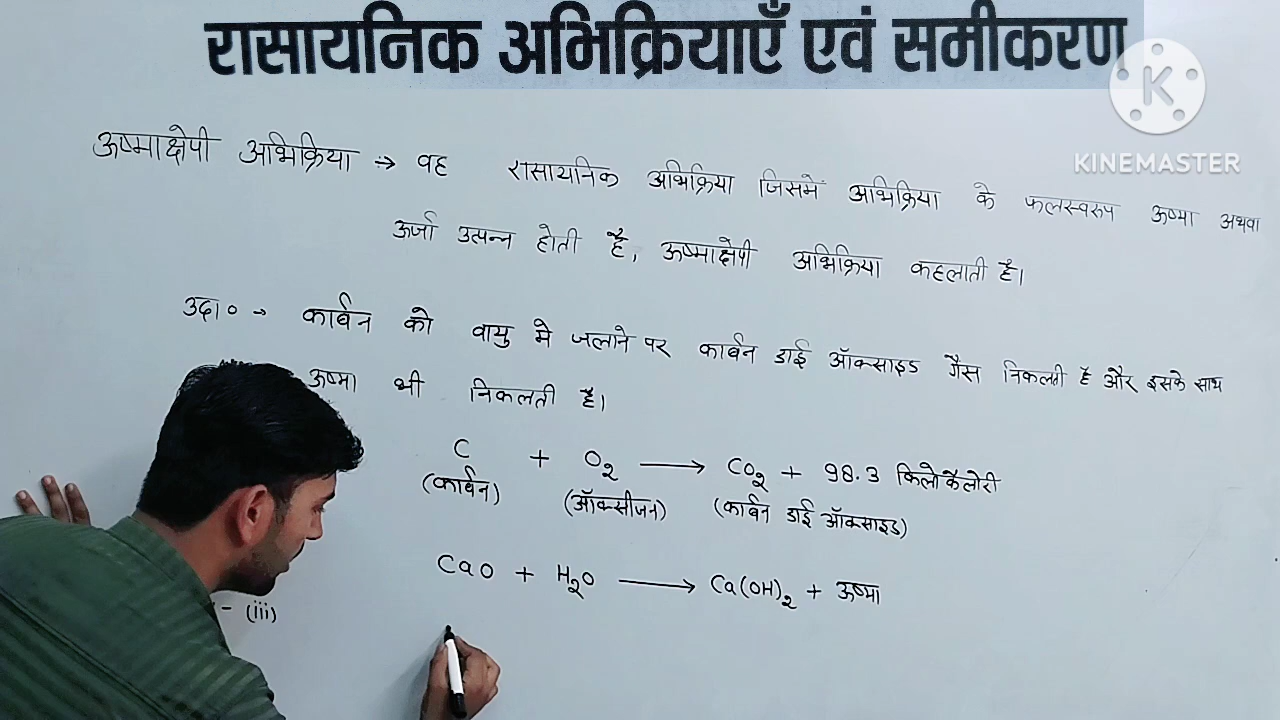 रासायनिक अभिक्रियाएँ एवं समीकरण
K
KINEMASTER
ऊष्माक्षेपी अभिक्रिया → वह रासायनिक अभिक्रिया जिसमें अभिक्रिया के फलस्वरुप ऊष्मा अथवा
ऊर्जा उत्पन्न होती है, ऊष्माक्षेपी अभिक्रिया कहलाती है।
उदा० → कार्बन को वायु मे जलाने पर कार्बन डाई ऑक्साइड गैस निकलती है और इसके साथ
ऊष्मा भी निकलती है।
C + O₂ ⟶ CO₂ + 98.3 किलोकैलोरी
(कार्बन) (ऑक्सीजन) (कार्बन डाई ऑक्साइड)
CaO + H₂O ⟶ Ca(OH)₂ + ऊष्मा
- (iii)